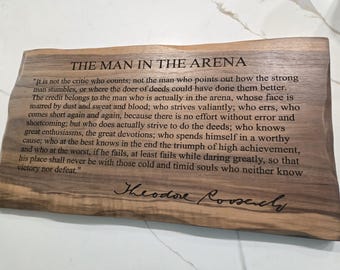 THE MAN IN THE ARENA
"It is not the critic who counts; not the man who points out how the strong
man stumbles, or where the doer of deeds could have done them better.
The credit belongs to the man who is actually in the arena, whose face is
marred by dust and sweat and blood; who strives valiantly; who errs, who
comes short again and again, because there is no effort without error and
shortcoming; but who does actually strive to do the deeds; who knows
great enthusiasms, the great devotions; who spends himself in a worthy
cause; who at the best knows in the end the triumph of high achievement,
and who at the worst, if he fails, at least fails while daring greatly, so that
his place shall never be with those cold and timid souls who neither know
victory nor defeat."
Theodore Roosevelt